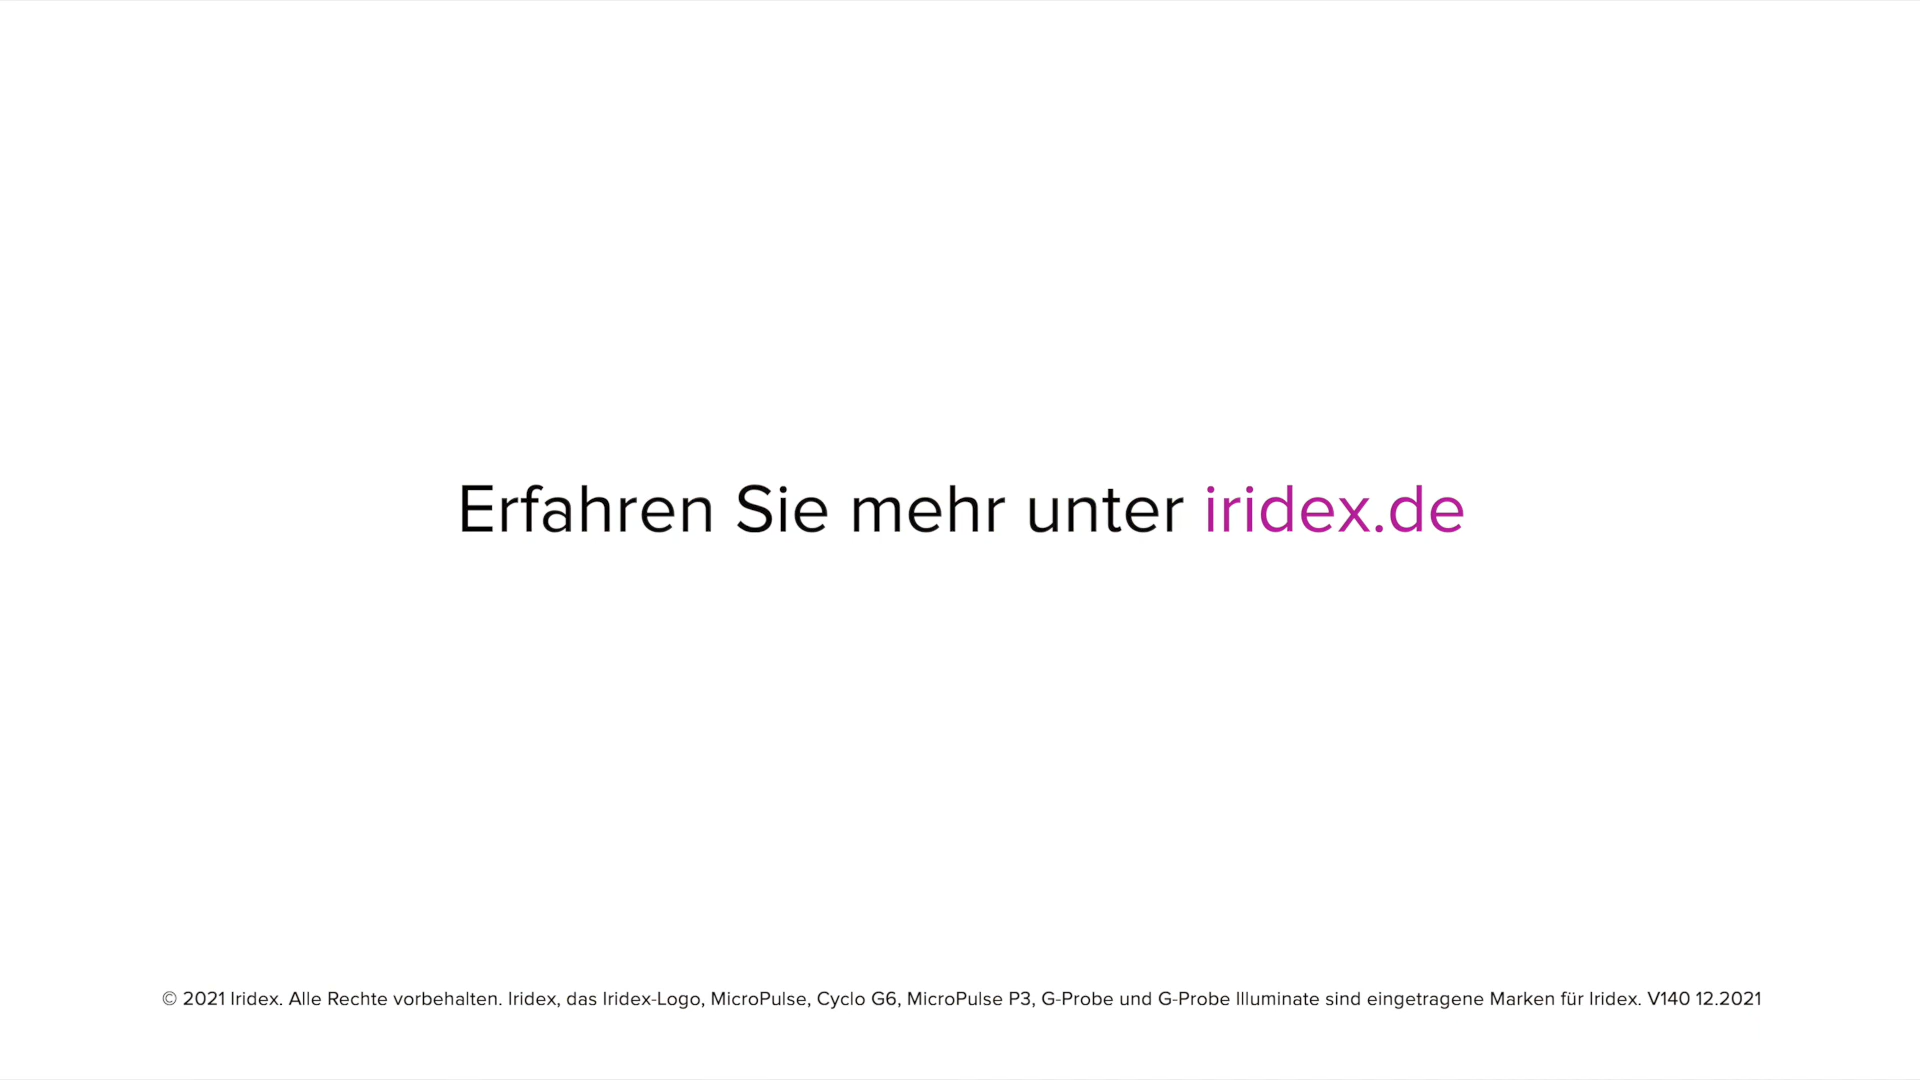 Erfahren Sie mehr unter iridex.de
© 2021 Iridex. Alle Rechte vorbehalten. Iridex, das Iridex-Logo, MicroPulse, Cyclo G6, MicroPulse P3, G-Probe und G-Probe Illuminate sind eingetragene Marken für Iridex. V140 12.2021